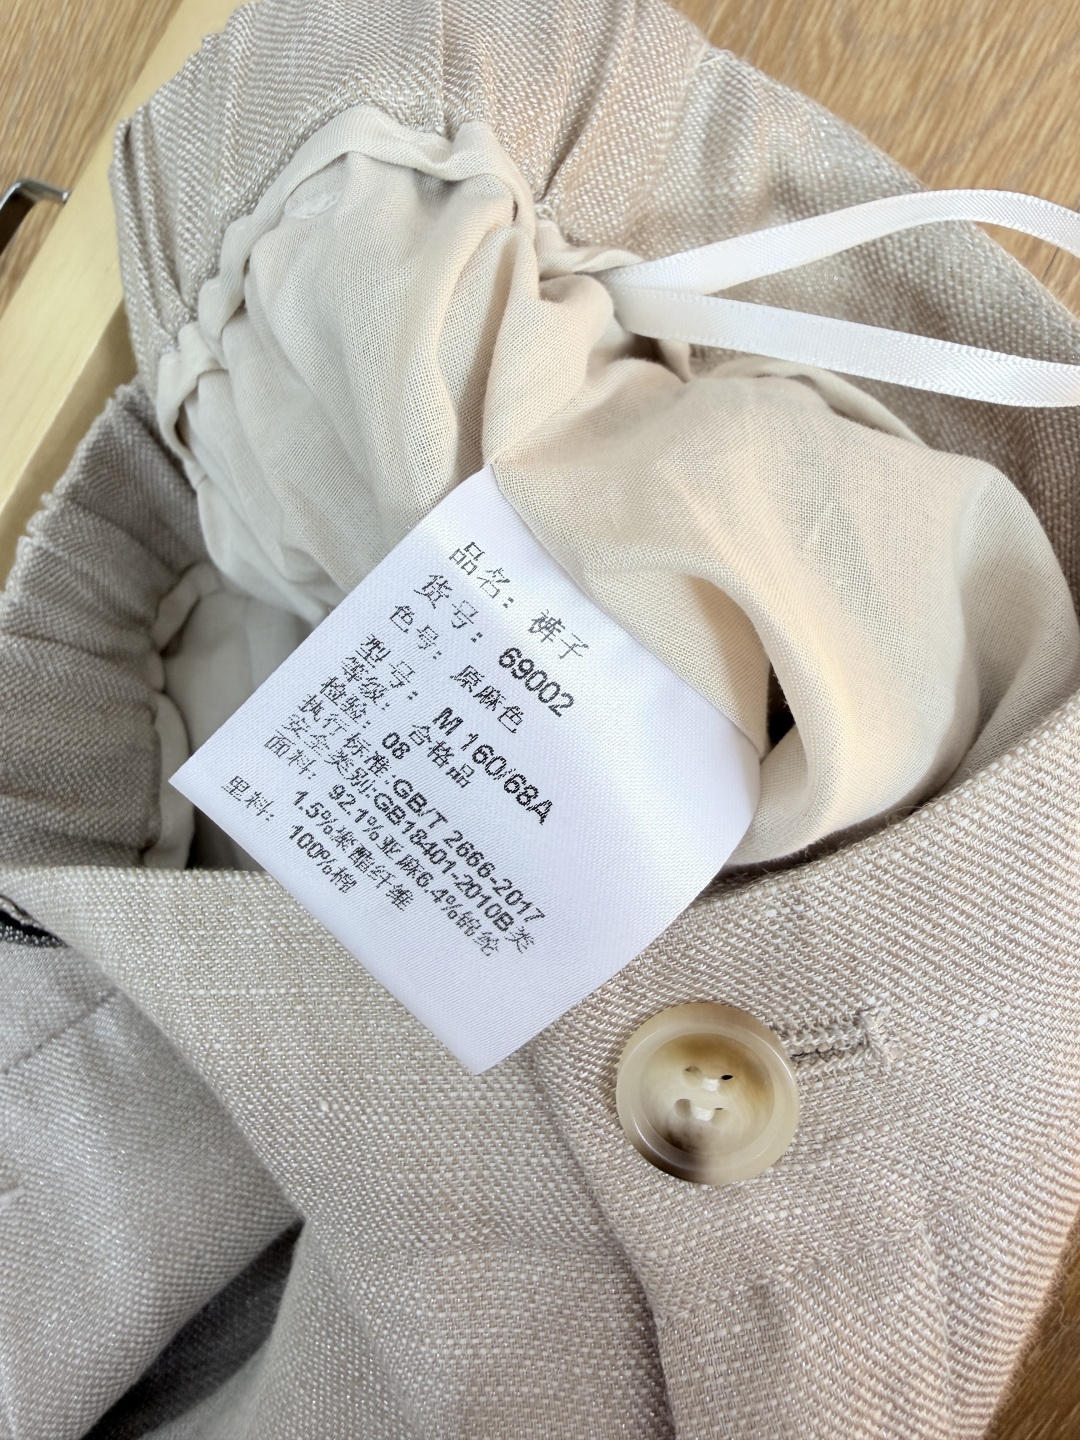 品名: 裤子
货号: 69002
色号: 原麻色
型号: M 160/68A
等级: 合格品
检验: 08
执行标准:GB/T 2666-2017
安全类别:GB18401-2010B类
面料: 92.1%亚麻6.4%锦纶
1.5%聚酯纤维
里料: 100%棉